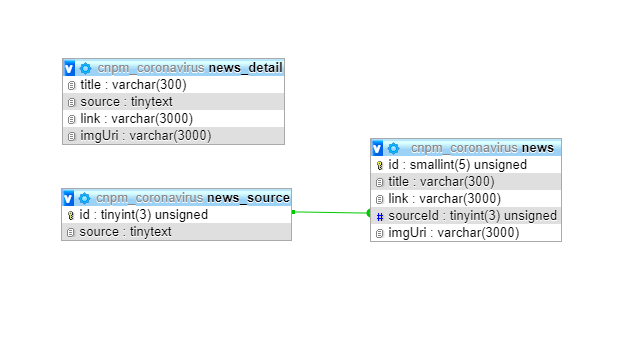 cnpm_coronavirus news_detail
title : varchar(300)
source : tinytext
link : varchar(3000)
imgUri : varchar(3000)
cnpm_coronavirus news_source
id : tinyint(3) unsigned
source : tinytext
cnpm_coronavirus news
id : smallint(5) unsigned
title : varchar(300)
link : varchar(3000)
# sourceId : tinyint(3) unsigned
imgUri : varchar(3000)